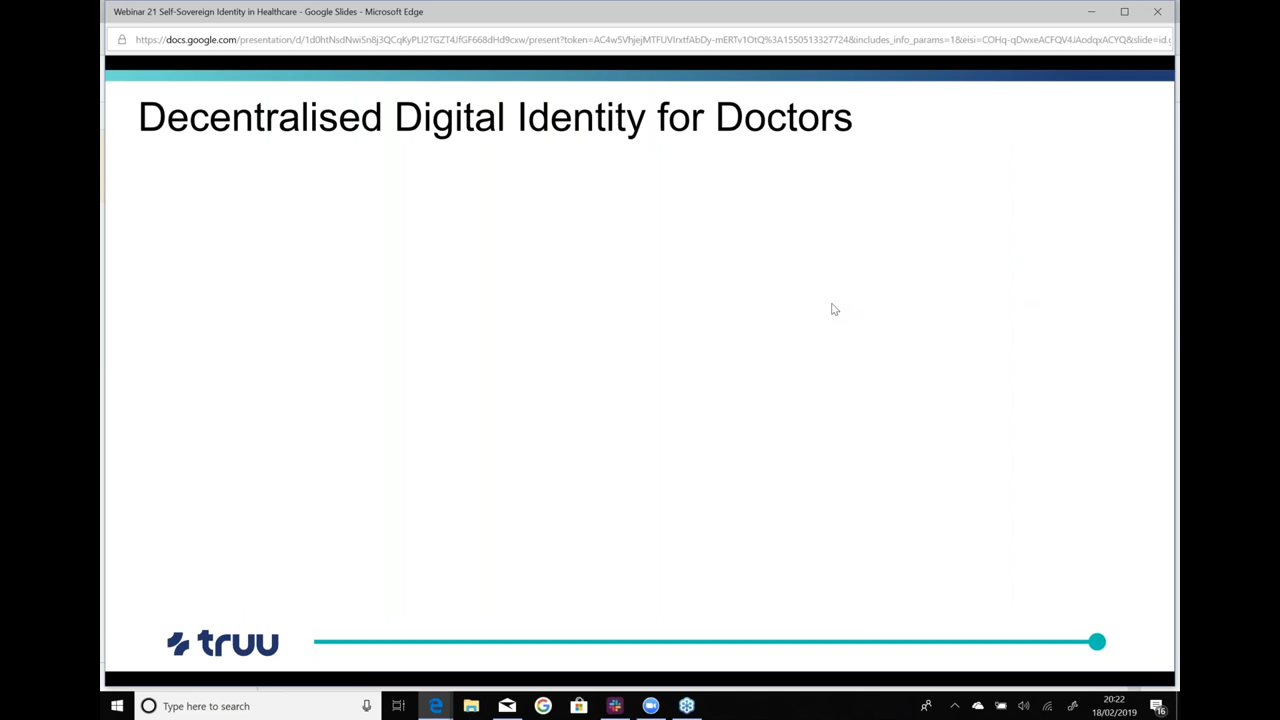 Webinar 21 Self-Sovereign Identity in Healthcare - Google Slides - Microsoft Edge
Decentralised Digital Identity for Doctors
truu
Type here to search
20:22
18/02/2019
16